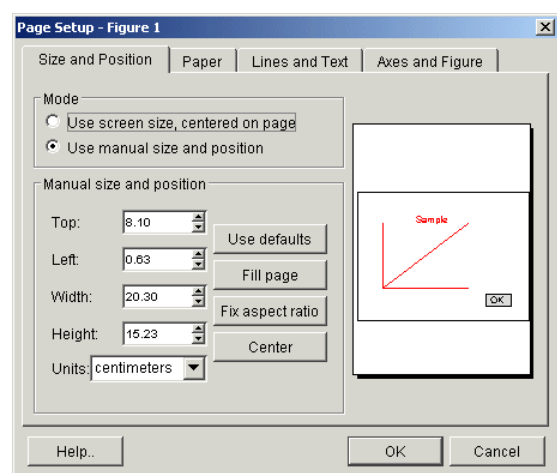 Page Setup - Figure 1
Size and Position
Paper
Lines and Text
Axes and Figure
Mode
Use screen size, centered on page
Use manual size and position
Manual size and position
Top:
8.10
Left:
0.63
Width:
20.30
Height:
15.23
Units:
centimeters
Use defaults
Fill page
Fix aspect ratio
Center
Sample
OK
Help..
OK
Cancel